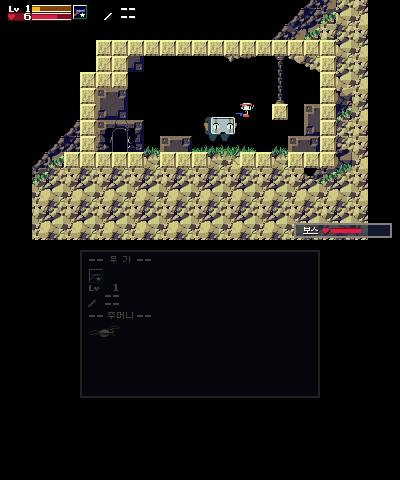 Lv 1 / --
6 --
보스
-- 무 기 --
Lv 1
/ --
--
-- 주머니 --